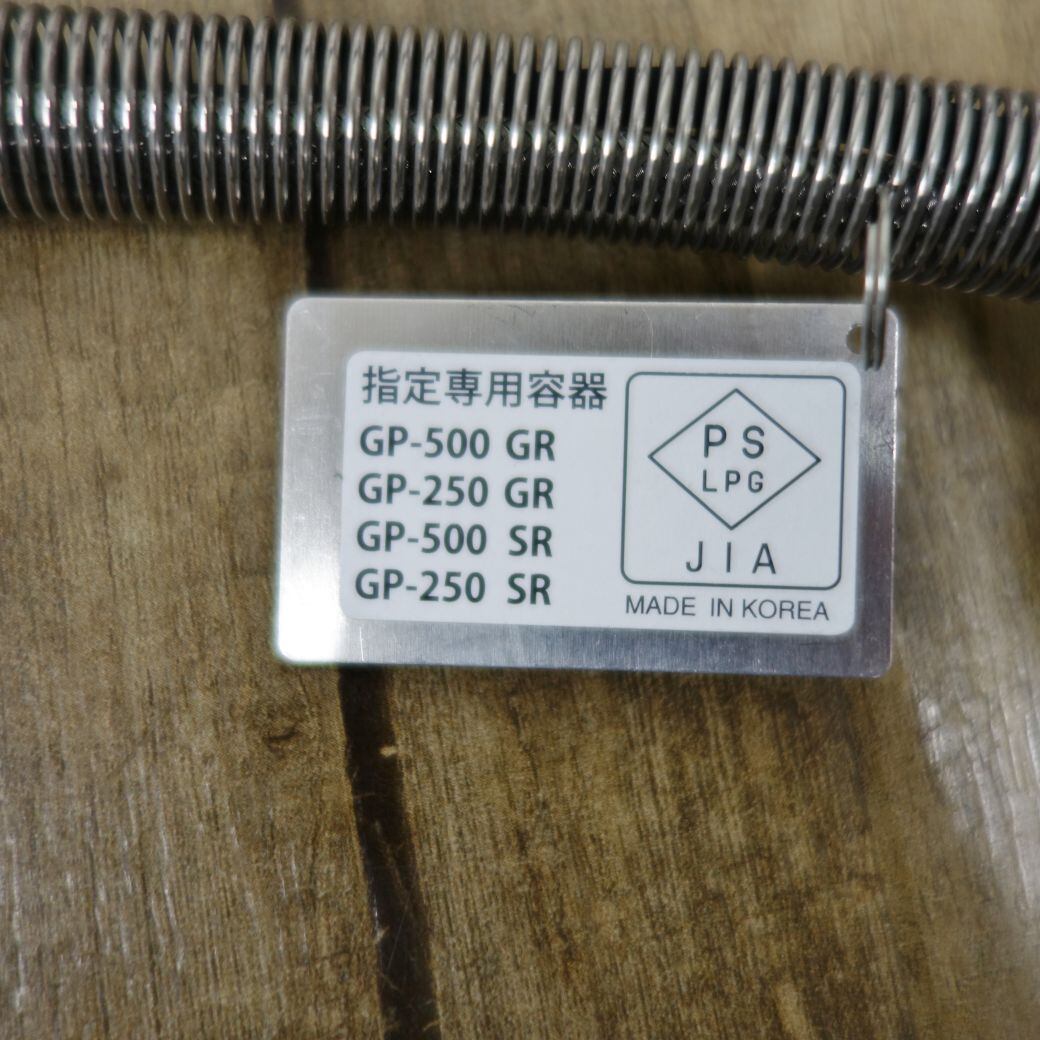 指定専用容器
GP-500 GR
GP-250 GR
GP-500 SR
GP-250 SR
PS
LPG
JIA
MADE IN KOREA